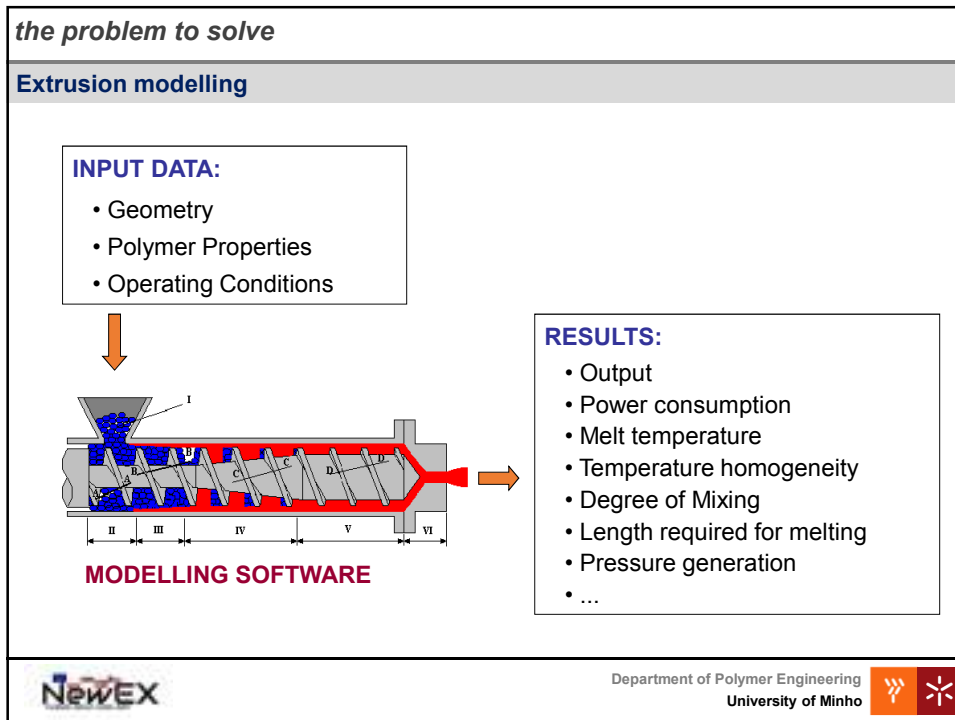 the problem to solve
Extrusion modelling
INPUT DATA:
• Geometry
• Polymer Properties
• Operating Conditions
I
A
A
B
B
C
C
D
D
II
III
IV
V
VI
MODELLING SOFTWARE
RESULTS:
• Output
• Power consumption
• Melt temperature
• Temperature homogeneity
• Degree of Mixing
• Length required for melting
• Pressure generation
• ...
NewEX
Department of Polymer Engineering
University of Minho